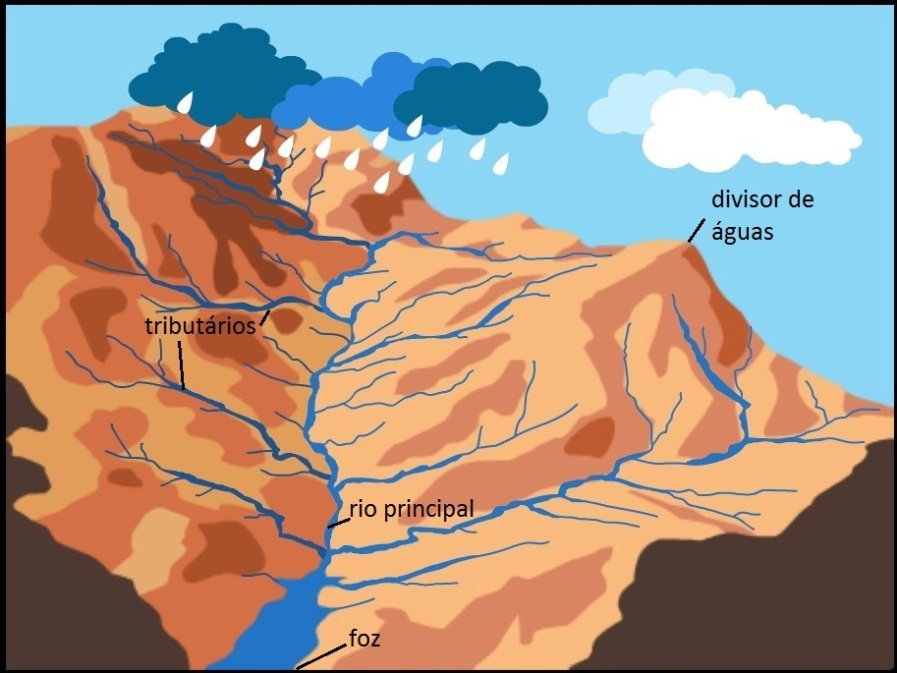 divisor de
águas
tributários
rio principal
foz